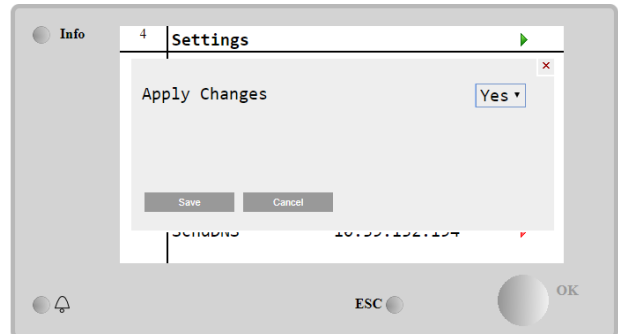 Info
4 Settings
Apply Changes Yes
Save Cancel
ESC
OK